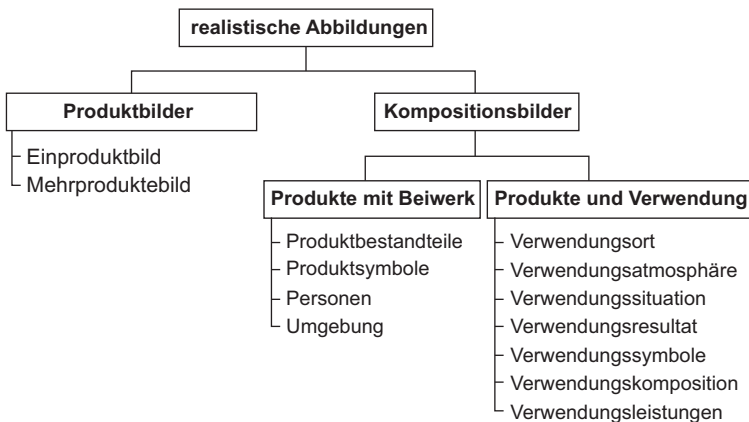 realistische Abbildungen
Produktbilder
Einproduktbild
Mehrproduktebild
Kompositionsbilder
Produkte mit Beiwerk
Produktbestandteile
Produktsymbole
Personen
Umgebung
Produkte und Verwendung
Verwendungsort
Verwendungsatmosphäre
Verwendungssituation
Verwendungsresultat
Verwendungssymbole
Verwendungskomposition
Verwendungsleistungen